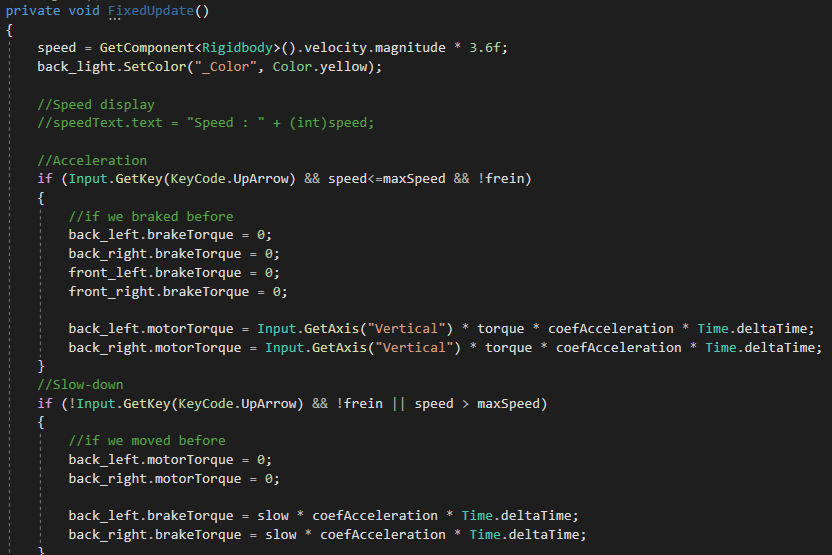 private void FixedUpdate()
{
speed = GetComponent<Rigidbody>().velocity.magnitude * 3.6f;
back_light.SetColor("_Color", Color.yellow);
//Speed display
//speedText.text = "Speed : " + (int)speed;
//Acceleration
if (Input.GetKey(KeyCode.UpArrow) && speed<=maxSpeed && !frein)
{
//if we braked before
back_left.brakeTorque = 0;
back_right.brakeTorque = 0;
front_left.brakeTorque = 0;
front_right.brakeTorque = 0;
back_left.motorTorque = Input.GetAxis("Vertical") * torque * coefAcceleration * Time.deltaTime;
back_right.motorTorque = Input.GetAxis("Vertical") * torque * coefAcceleration * Time.deltaTime;
}
//Slow-down
if (!Input.GetKey(KeyCode.UpArrow) && !frein || speed > maxSpeed)
{
//if we moved before
back_left.motorTorque = 0;
back_right.motorTorque = 0;
back_left.brakeTorque = slow * coefAcceleration * Time.deltaTime;
back_right.brakeTorque = slow * coefAcceleration * Time.deltaTime;
}